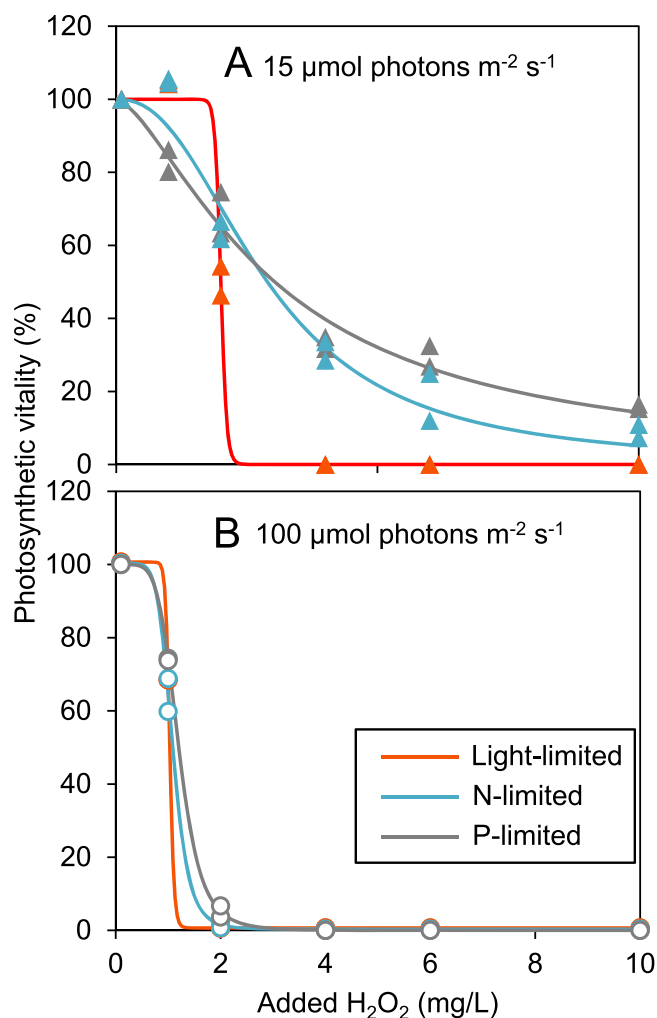 120
100
80
60
40
20
0
A 15 µmol photons m-2 s-1
Photosynthetic vitality (%)
120
100
80
60
40
20
0
B 100 µmol photons m-2 s-1
Light-limited
N-limited
P-limited
0 2 4 6 8 10
Added H2O2 (mg/L)